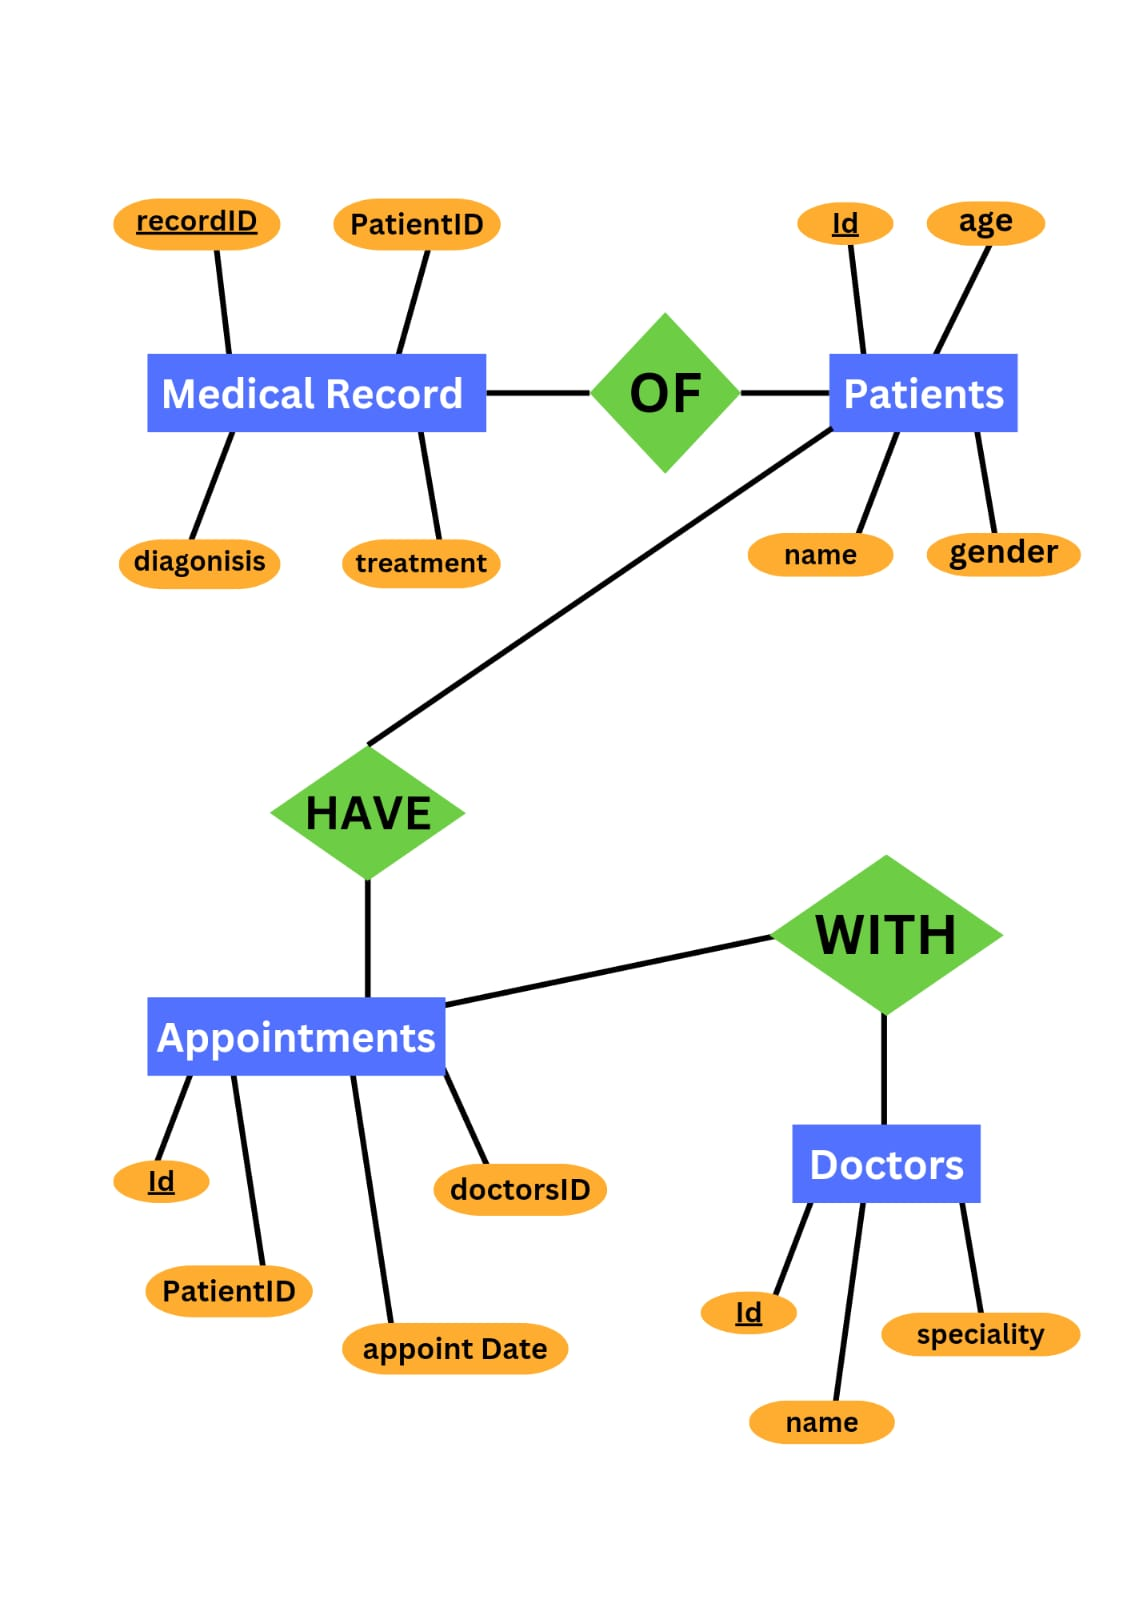 recordID
PatientID
Id
age
Medical Record
OF
Patients
diagonisis
treatment
name
gender
HAVE
WITH
Appointments
Doctors
Id
doctorsID
PatientID
appoint Date
Id
speciality
name